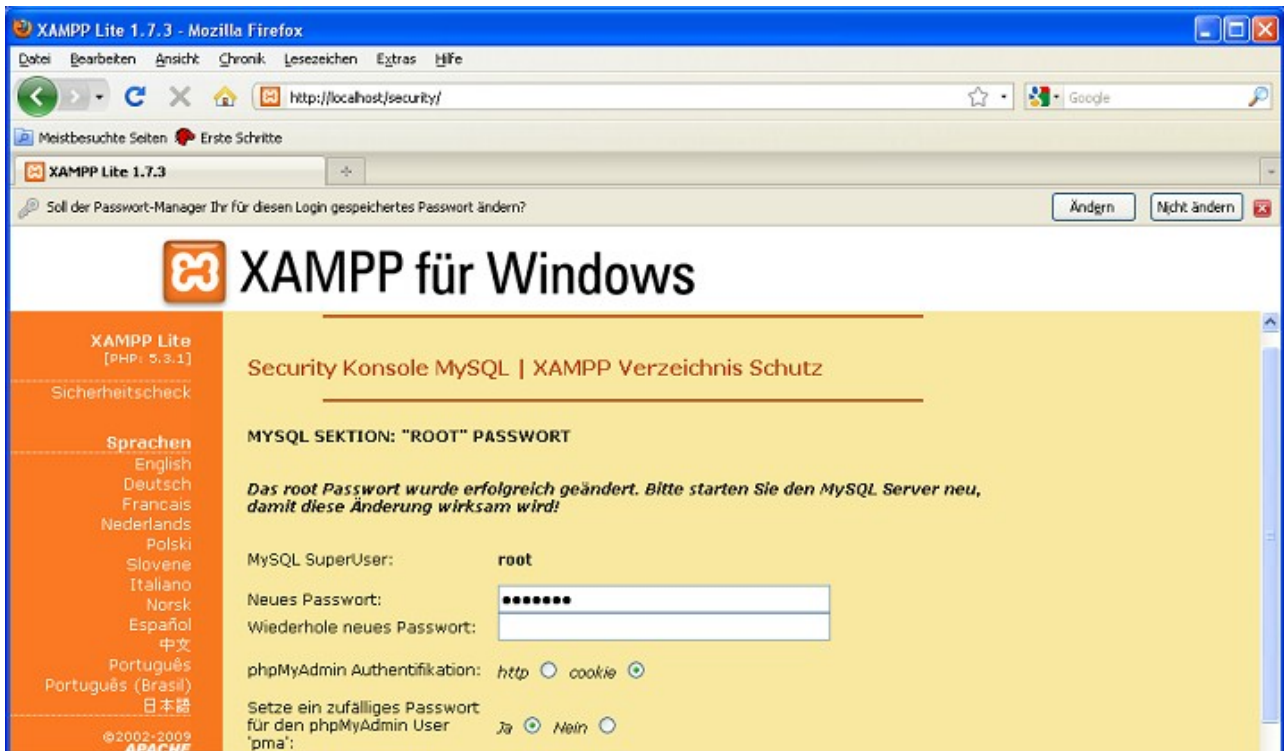 XAMPP Lite 1.7.3 - Mozilla Firefox
Datei Bearbeiten Ansicht Chronik Lesezeichen Extras Hilfe
http://localhost/security/
Google
Meistbesuchte Seiten Erste Schritte
XAMPP Lite 1.7.3
Soll der Passwort-Manager Ihr für diesen Login gespeichertes Passwort ändern?
Ändern Nicht ändern
XAMPP für Windows
XAMPP Lite
[PHP: 5.3.1]
Sicherheitscheck
Sprachen
English
Deutsch
Francais
Nederlands
Polski
Slovene
Italiano
Norsk
Español
中文
Português
Português (Brasil)
日本語
©2002-2009
APACHE
Security Konsole MySQL | XAMPP Verzeichnis Schutz
MYSQL SEKTION: "ROOT" PASSWORT
Das root Passwort wurde erfolgreich geändert. Bitte starten Sie den MySQL Server neu,
damit diese Änderung wirksam wird!
MySQL SuperUser: root
Neues Passwort: •••••••
Wiederhole neues Passwort:
phpMyAdmin Authentifikation: http cookie
Setze ein zufälliges Passwort
für den phpMyAdmin User
'pma': Ja Nein